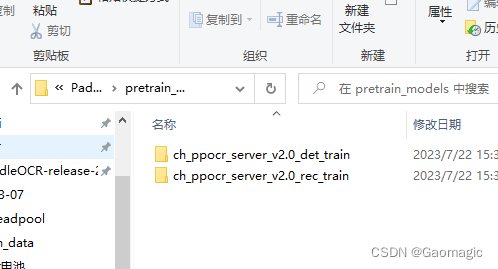 粘贴
剪切
剪贴板
复制到
重命名
组织
新建
文件夹
新建
属性
打开
« Pad... › pretrain_...
在 pretrain_models 中搜索
名称
修改日期
ch_ppocr_server_v2.0_det_train
2023/7/22 15:3
ch_ppocr_server_v2.0_rec_train
2023/7/22 15:3
dleOCR-release-2
3-07
eadpool
n_data
CSDN @Gaomagic